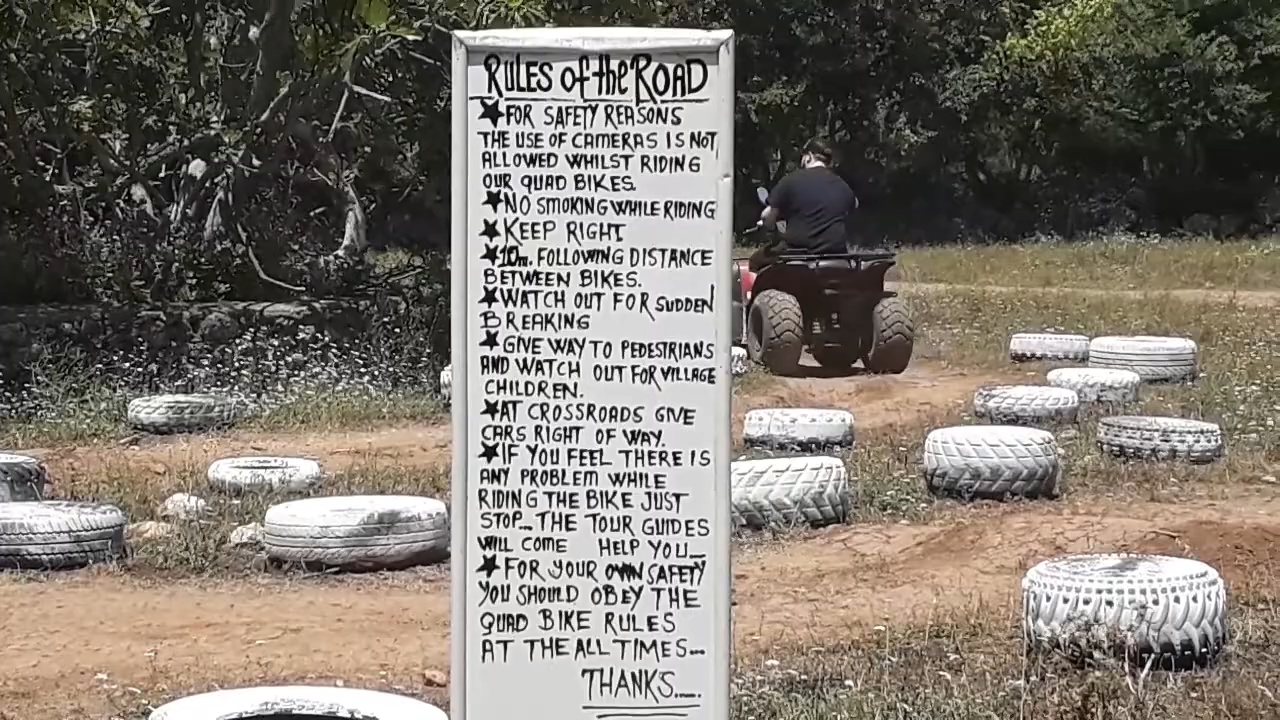 RULES of the ROAD
★FOR SAFETY REASONS
THE USE OF CAMERAS IS NOT
ALLOWED WHILST RIDING
OUR QUAD BIKES.
★NO SMOKING WHILE RIDING
★KEEP RIGHT
★10m. FOLLOWING DISTANCE
BETWEEN BIKES.
★WATCH OUT FOR SUDDEN
BREAKING
★GIVE WAY TO PEDESTRIANS
AND WATCH OUT FOR VILLAGE
CHILDREN.
★AT CROSSROADS GIVE
CARS RIGHT OF WAY.
★IF YOU FEEL THERE IS
ANY PROBLEM WHILE
RIDING THE BIKE JUST
STOP... THE TOUR GUIDES
WILL COME HELP YOU...
★FOR YOUR OWN SAFETY
YOU SHOULD OBEY THE
QUAD BIKE RULES
AT THE ALL TIMES...
THANKS.....